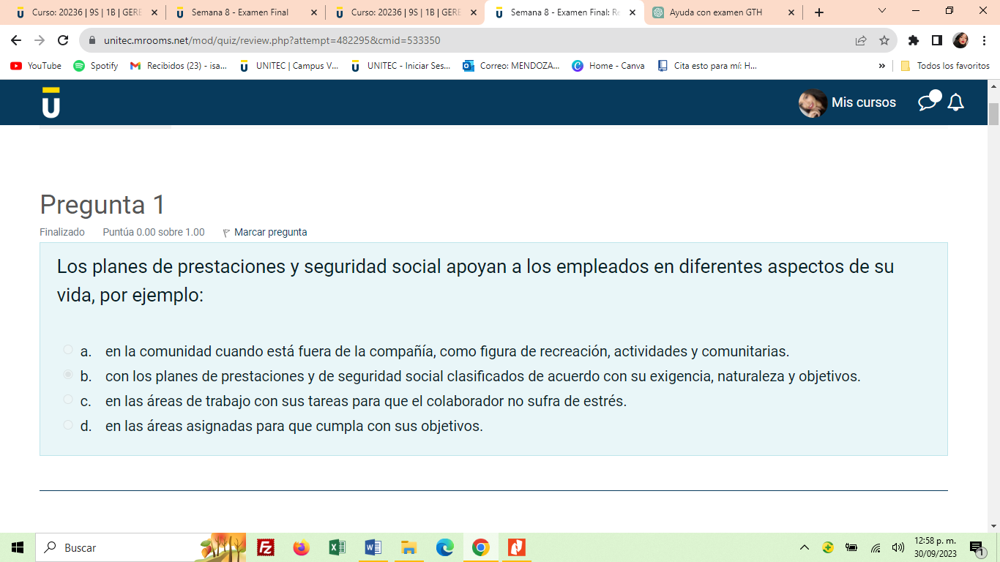 Curso: 20236 | 9S | 1B | GERE
Semana 8 - Examen Final
Curso: 20236 | 9S | 1B | GERE
Semana 8 - Examen Final: Re
Ayuda con examen GTH
unitec.mrooms.net/mod/quiz/review.php?attempt=482295&cmid=533350
YouTube
Spotify
Recibidos (23) - isa...
UNITEC | Campus V...
UNITEC - Iniciar Ses...
Correo: MENDOZA...
Home - Canva
Cita esto para mí: H...
»
Todos los favoritos
Mis cursos
Pregunta 1
Finalizado Puntúa 0.00 sobre 1.00 Marcar pregunta
Los planes de prestaciones y seguridad social apoyan a los empleados en diferentes aspectos de su
vida, por ejemplo:
a. en la comunidad cuando está fuera de la compañía, como figura de recreación, actividades y comunitarias.
b. con los planes de prestaciones y de seguridad social clasificados de acuerdo con su exigencia, naturaleza y objetivos.
c. en las áreas de trabajo con sus tareas para que el colaborador no sufra de estrés.
d. en las áreas asignadas para que cumpla con sus objetivos.
Buscar
12:58 p. m.
30/09/2023
1